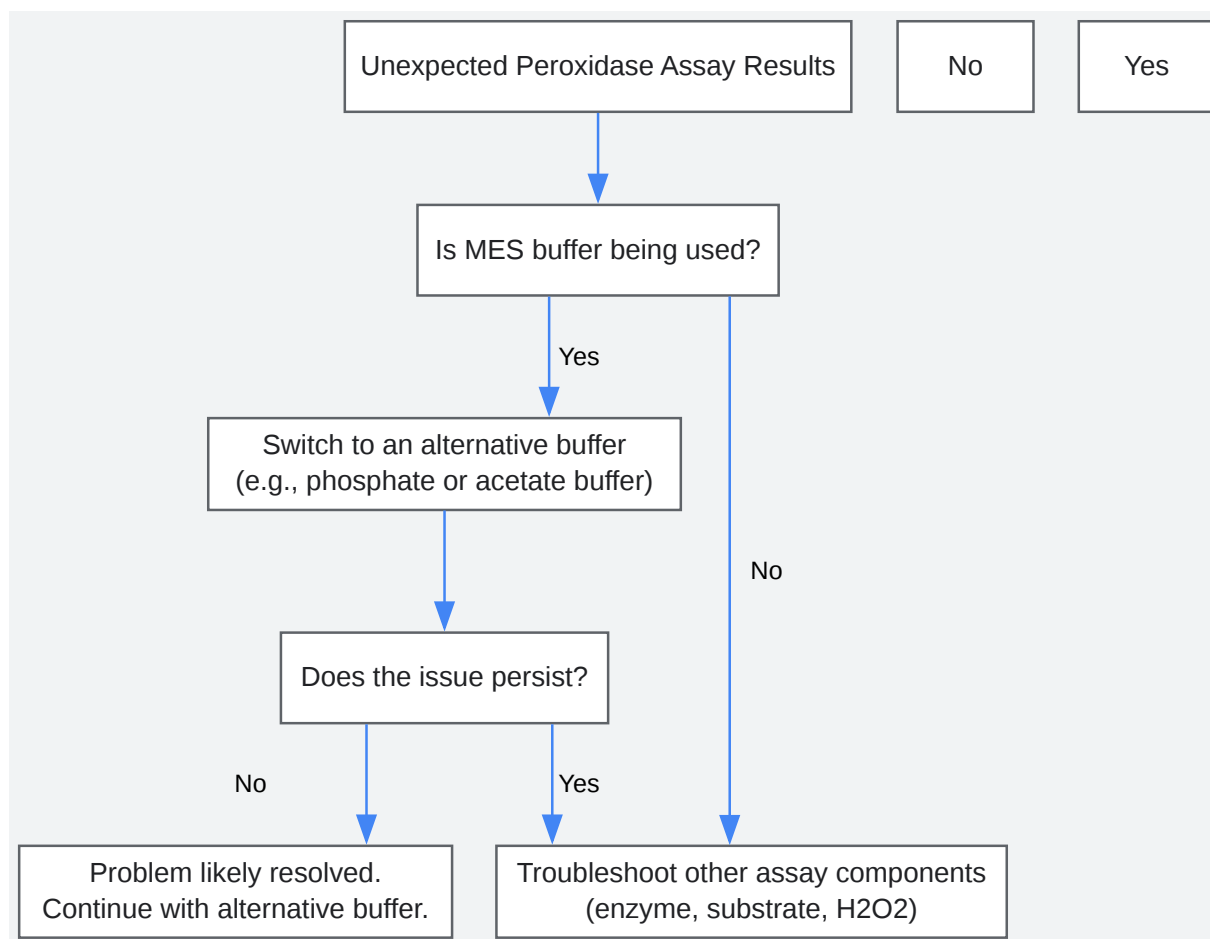 Unexpected Peroxidase Assay Results
No
Yes
Is MES buffer being used?
Yes
Switch to an alternative buffer
(e.g., phosphate or acetate buffer)
No
Does the issue persist?
No
Yes
Problem likely resolved.
Continue with alternative buffer.
Troubleshoot other assay components
(enzyme, substrate, H2O2)